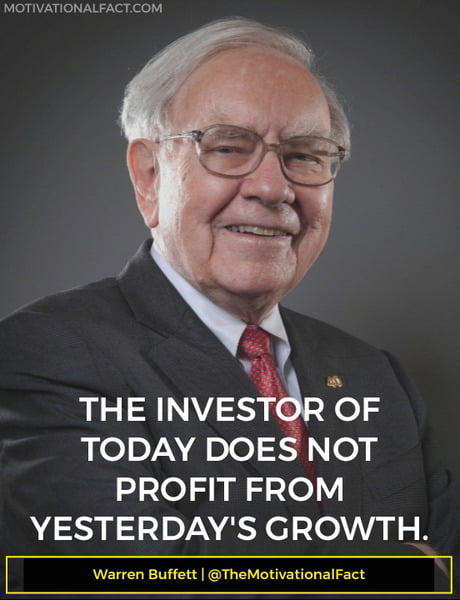 MOTIVATIONALFACT.COM
THE INVESTOR OF
TODAY DOES NOT
PROFIT FROM
YESTERDAY'S GROWTH.
Warren Buffett | @TheMotivationalFact